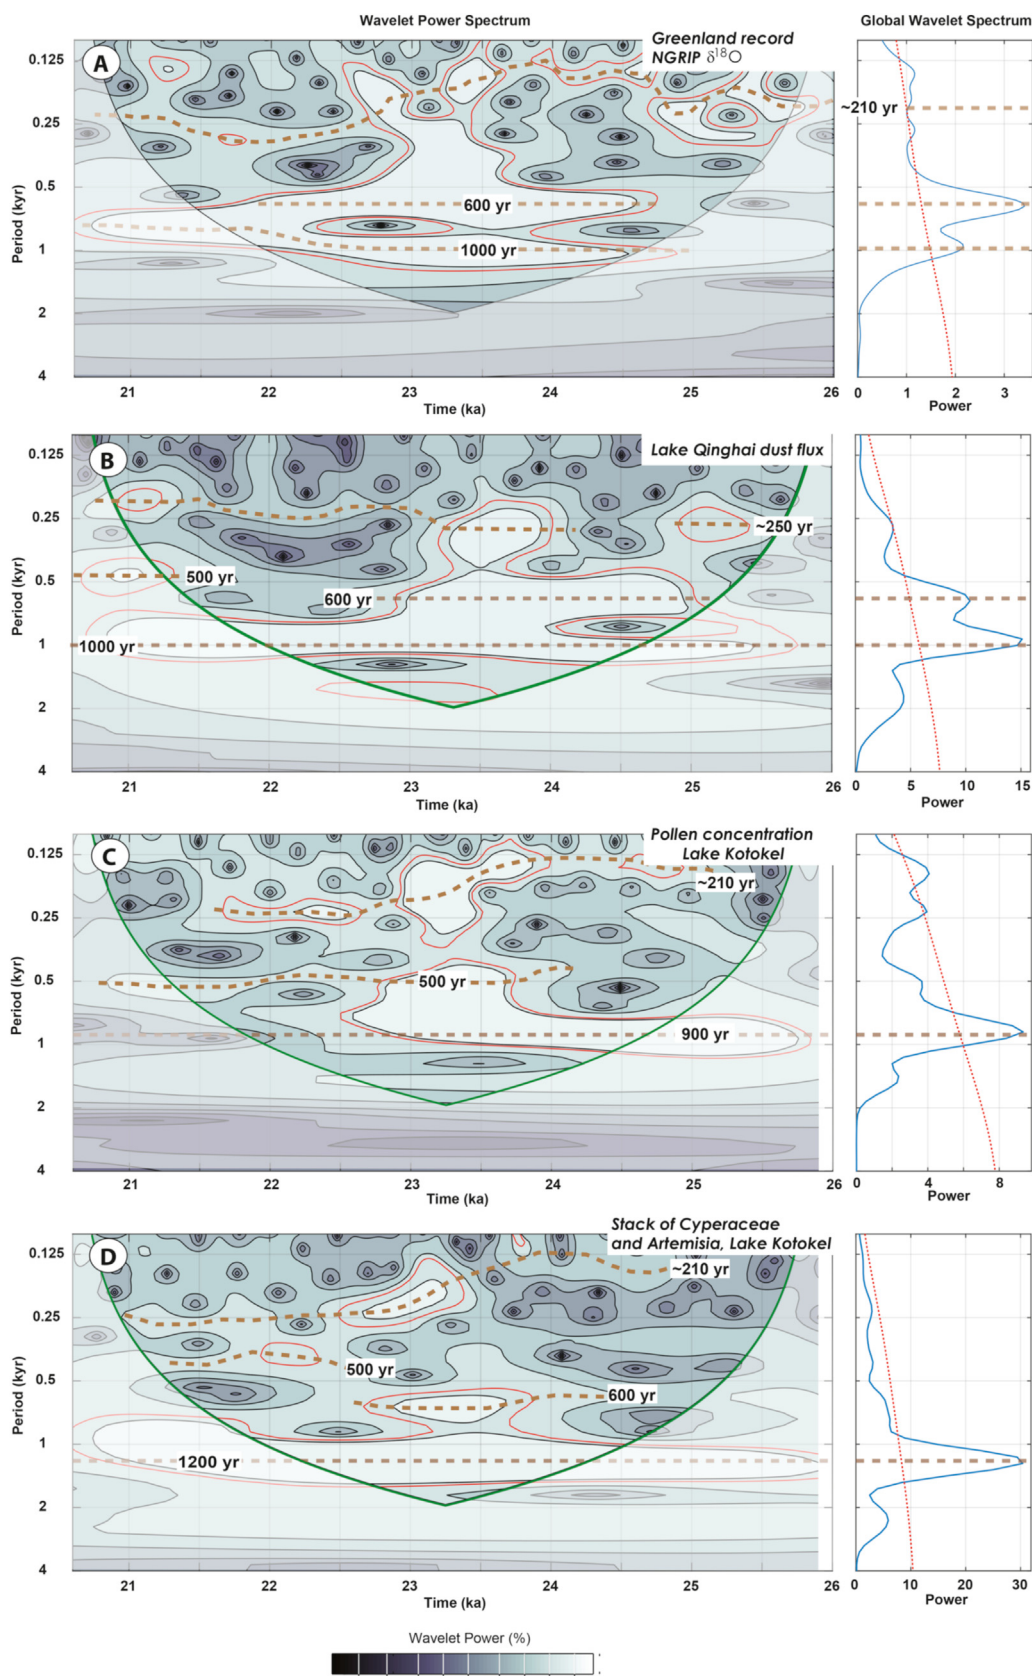 Wavelet Power Spectrum
Global Wavelet Spectrum
A
Greenland record
NGRIP δ18O
0.125
0.25
0.5
1
2
4
Period (kyr)
600 yr
1000 yr
21
22
23
24
25
26
Time (ka)
~210 yr
0
1
2
3
Power
B
Lake Qinghai dust flux
0.125
0.25
0.5
1
2
4
Period (kyr)
~250 yr
500 yr
600 yr
1000 yr
21
22
23
24
25
26
Time (ka)
0
5
10
15
Power
C
Pollen concentration
Lake Kotokel
0.125
0.25
0.5
1
2
4
Period (kyr)
~210 yr
500 yr
900 yr
21
22
23
24
25
26
Time (ka)
0
4
8
Power
D
Stack of Cyperaceae
and Artemisia, Lake Kotokel
0.125
0.25
0.5
1
2
4
Period (kyr)
~210 yr
500 yr
600 yr
1200 yr
21
22
23
24
25
26
Time (ka)
0
10
20
30
Power
Wavelet Power (%)